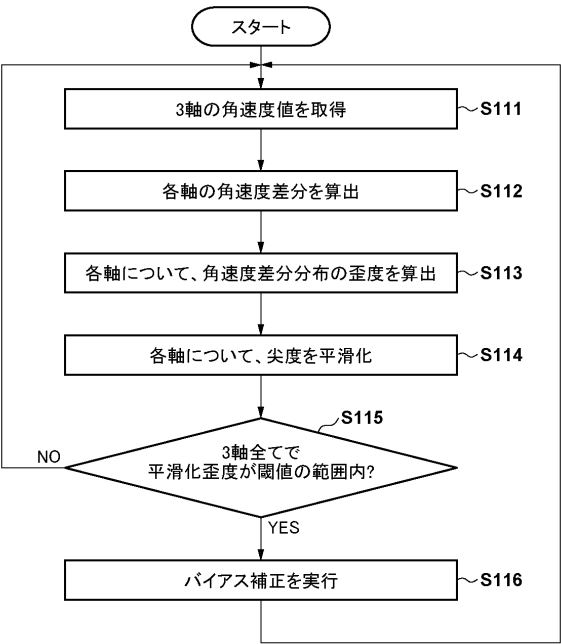 スタート
3軸の角速度値を取得
S111
各軸の角速度差分を算出
S112
各軸について、角速度差分分布の歪度を算出
S113
各軸について、尖度を平滑化
S114
S115
3軸全てで
平滑化歪度が閾値の範囲内?
NO
YES
バイアス補正を実行
S116